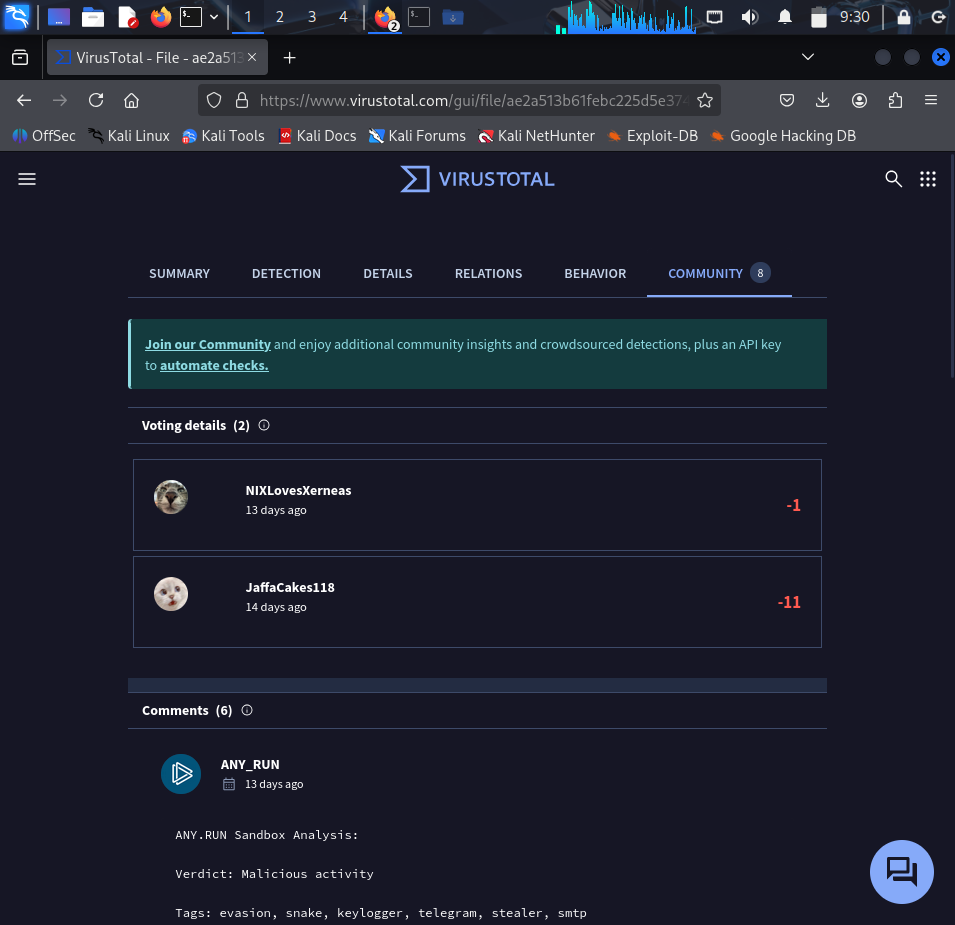 1 2 3 4 2 9:30
VirusTotal - File - ae2a513
https://www.virustotal.com/gui/file/ae2a513b61febc225d5e374
OffSec Kali Linux Kali Tools Kali Docs Kali Forums Kali NetHunter Exploit-DB Google Hacking DB
VIRUSTOTAL
SUMMARY DETECTION DETAILS RELATIONS BEHAVIOR COMMUNITY 8
Join our Community and enjoy additional community insights and crowdsourced detections, plus an API key
to automate checks.
Voting details (2)
NIXLovesXerneas
13 days ago
-1
JaffaCakes118
14 days ago
-11
Comments (6)
ANY_RUN
13 days ago
ANY.RUN Sandbox Analysis:
Verdict: Malicious activity
Tags: evasion, snake, keylogger, telegram, stealer, smtp